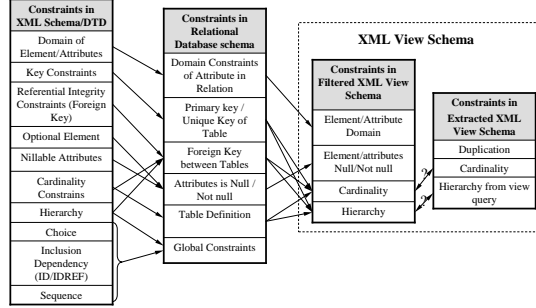 Constraints in
XML Schema/DTD
Domain of
Element/Attributes
Key Constraints
Referential Integrity
Constraints (Foreign
Key)
Optional Element
Nillable Attributes
Cardinality
Constrains
Hierarchy
Choice
Inclusion
Dependency
(ID/IDREF)
Sequence
Constraints in
Relational
Database schema
Domain Constraints
of Attribute in
Relation
Primary key /
Unique Key of
Table
Foreign Key
between Tables
Attributes is Null /
Not null
Table Definition
Global Constraints
XML View Schema
Constraints in
Filtered XML View
Schema
Element/Attribute
Domain
Element/attributes
Null/Not null
Cardinality
Hierarchy
?
?
Constraints in
Extracted XML
View Schema
Duplication
Cardinality
Hierarchy from view
query